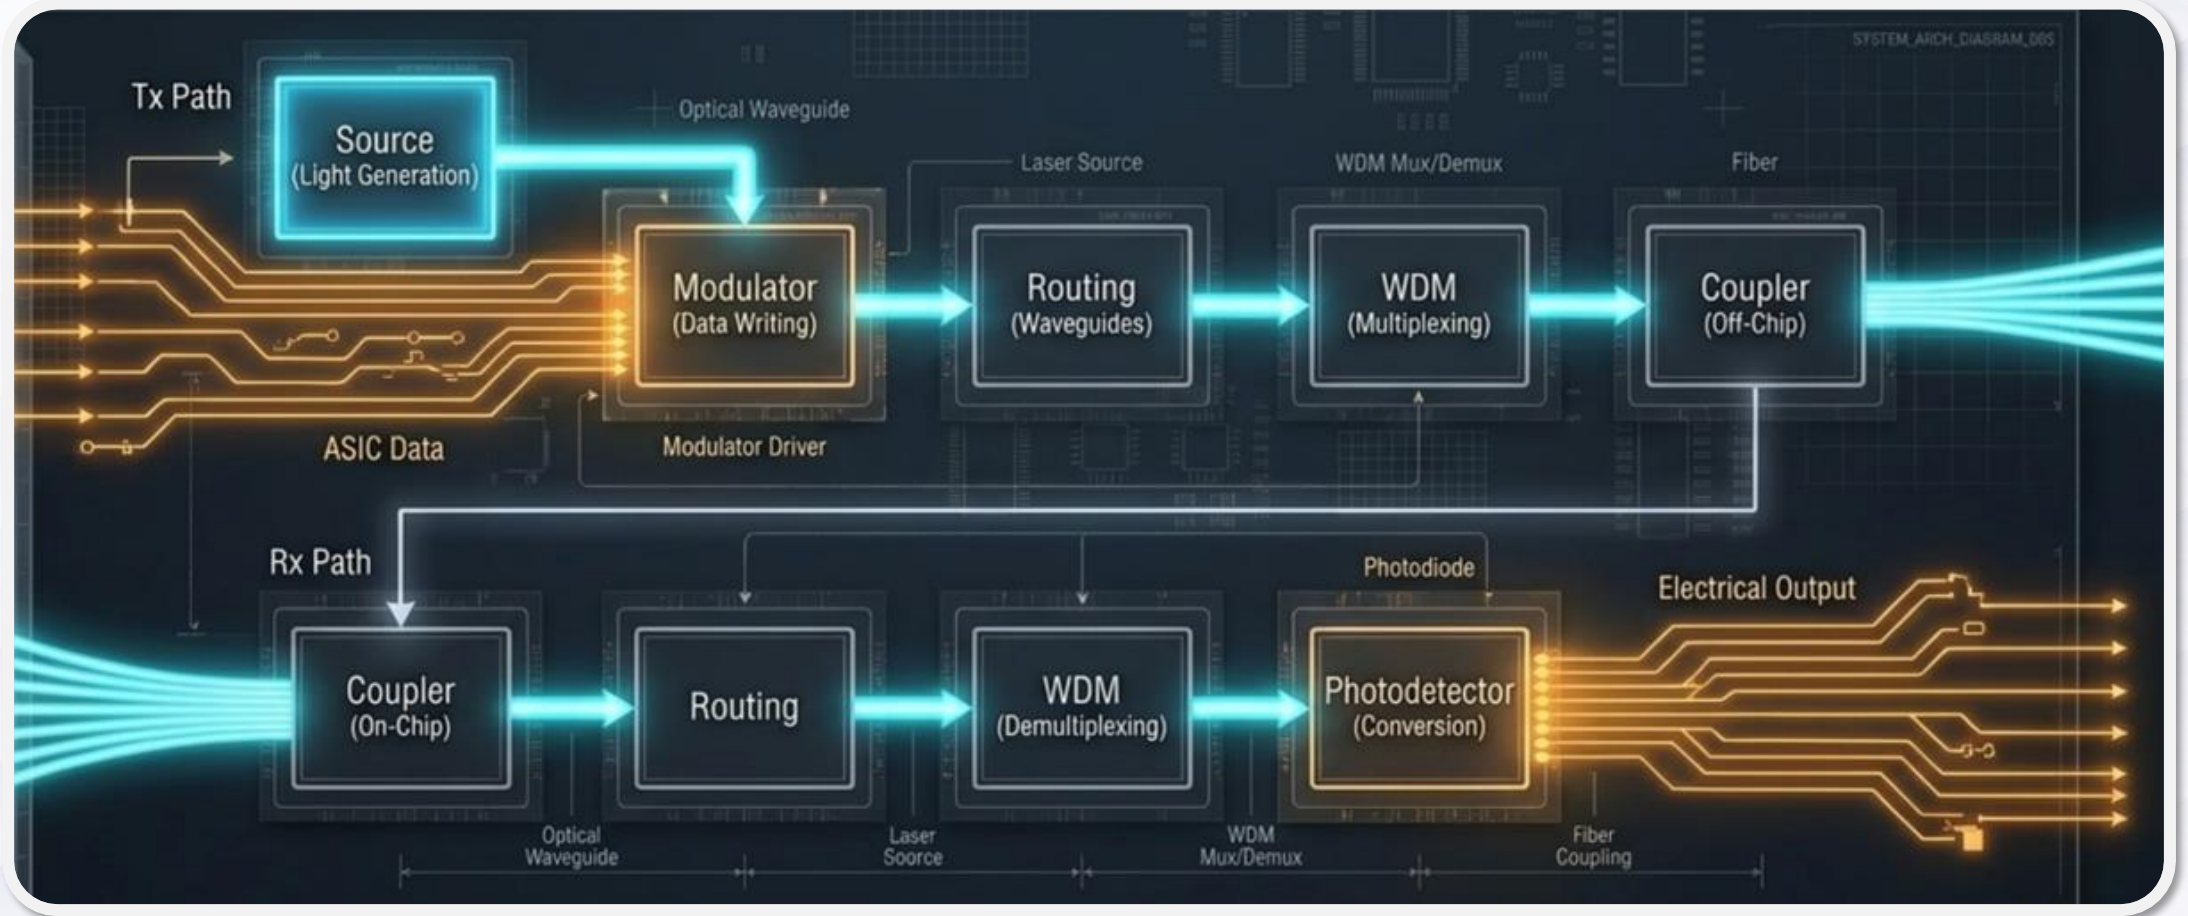 SYSTEM_ARCH_DIAGRAM_DBS
Tx Path
Source
(Light Generation)
Optical Waveguide
Laser Source
WDM Mux/Demux
Fiber
Modulator
(Data Writing)
Routing
(Waveguides)
WDM
(Multiplexing)
Coupler
(Off-Chip)
ASIC Data
Modulator Driver
Rx Path
Photodiode
Electrical Output
Coupler
(On-Chip)
Routing
WDM
(Demultiplexing)
Photodetector
(Conversion)
Optical
Waveguide
Laser
Soorce
WDM
Mux/Demux
Fiber
Coupling